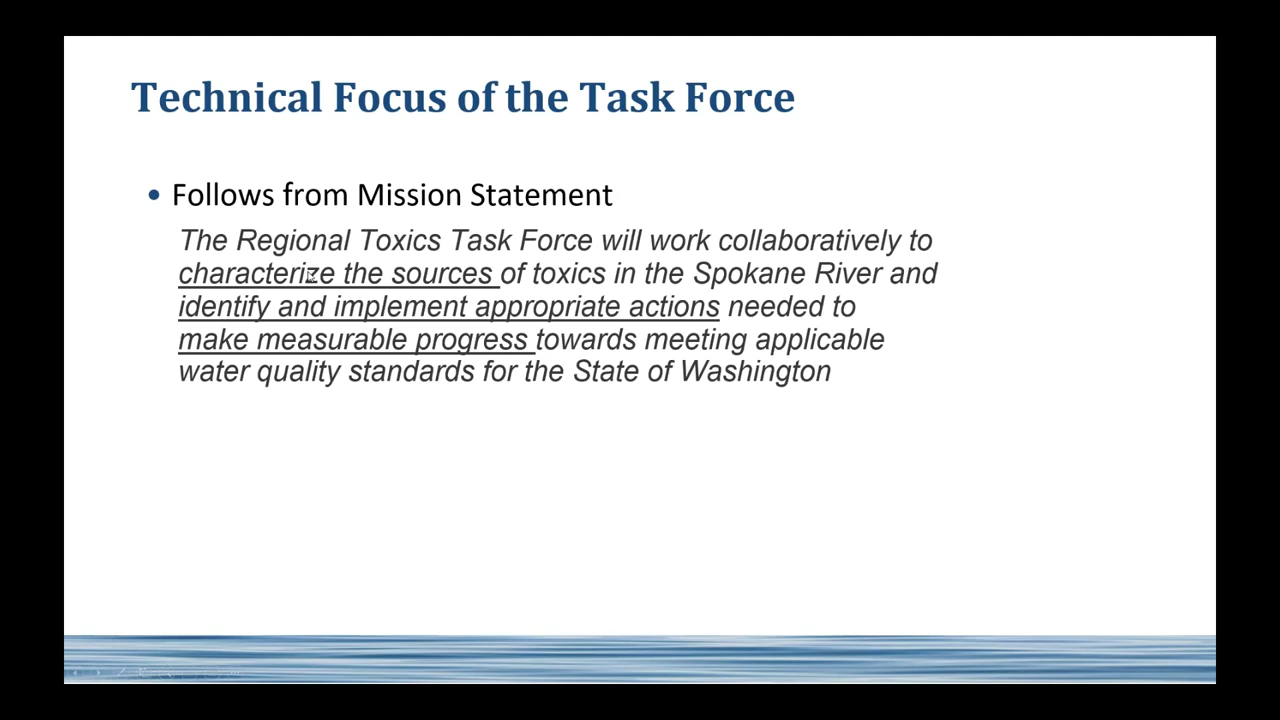 Technical Focus of the Task Force
• Follows from Mission Statement
The Regional Toxics Task Force will work collaboratively to
characterize the sources of toxics in the Spokane River and
identify and implement appropriate actions needed to
make measurable progress towards meeting applicable
water quality standards for the State of Washington